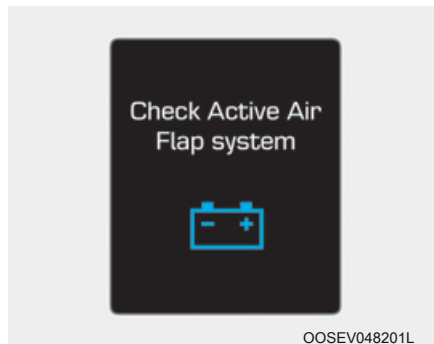 Check Active Air
Flap system
- +
OOSEV048201L